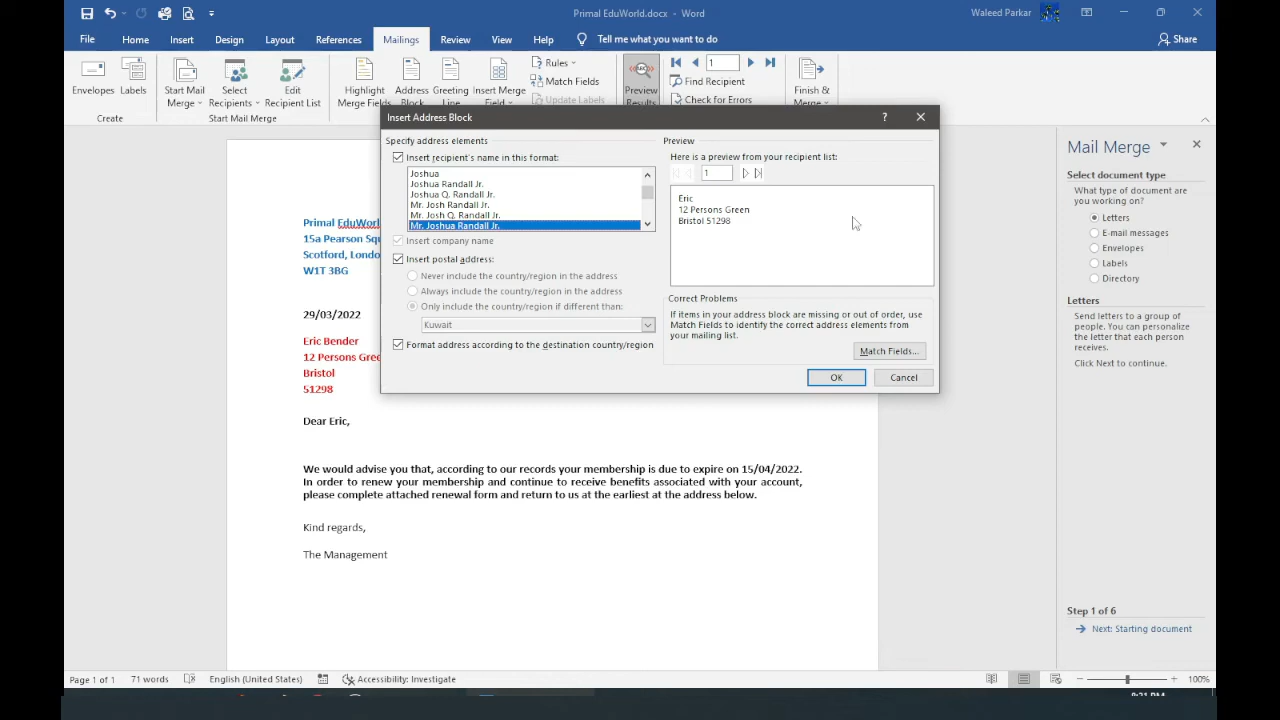 Primal EduWorld.docx - Word
Waleed Parkar
File
Home
Insert
Design
Layout
References
Mailings
Review
View
Help
Tell me what you want to do
Share
Envelopes
Labels
Create
Start Mail Merge
Select Recipients
Edit Recipient List
Start Mail Merge
Highlight Merge Fields
Address Block
Greeting Line
Insert Merge Field
Rules
Match Fields
Update Labels
Preview Results
1
Find Recipient
Check for Errors
Finish & Merge
Insert Address Block
?
Specify address elements
Insert recipient's name in this format:
Joshua
Joshua Randall Jr.
Joshua Q. Randall Jr.
Mr. Josh Randall Jr.
Mr. Josh Q. Randall Jr.
Mr. Joshua Randall Jr.
Insert company name
Insert postal address:
Never include the country/region in the address
Always include the country/region in the address
Only include the country/region if different than:
Kuwait
Format address according to the destination country/region
Preview
Here is a preview from your recipient list:
1
Eric
12 Persons Green
Bristol 51298
Correct Problems
If items in your address block are missing or out of order, use
Match Fields to identify the correct address elements from
your mailing list.
Match Fields...
OK
Cancel
Primal EduWorld
15a Pearson Squ
Scotford, London
W1T 3BG
29/03/2022
Eric Bender
12 Persons Green
Bristol
51298
Dear Eric,
We would advise you that, according to our records your membership is due to expire on 15/04/2022.
In order to renew your membership and continue to receive benefits associated with your account,
please complete attached renewal form and return to us at the earliest at the address below.
Kind regards,
The Management
Mail Merge
Select document type
What type of document are
you working on?
Letters
E-mail messages
Envelopes
Labels
Directory
Letters
Send letters to a group of
people. You can personalize
the letter that each person
receives.
Click Next to continue.
Step 1 of 6
Next: Starting document
Page 1 of 1
71 words
English (United States)
Accessibility: Investigate
100%